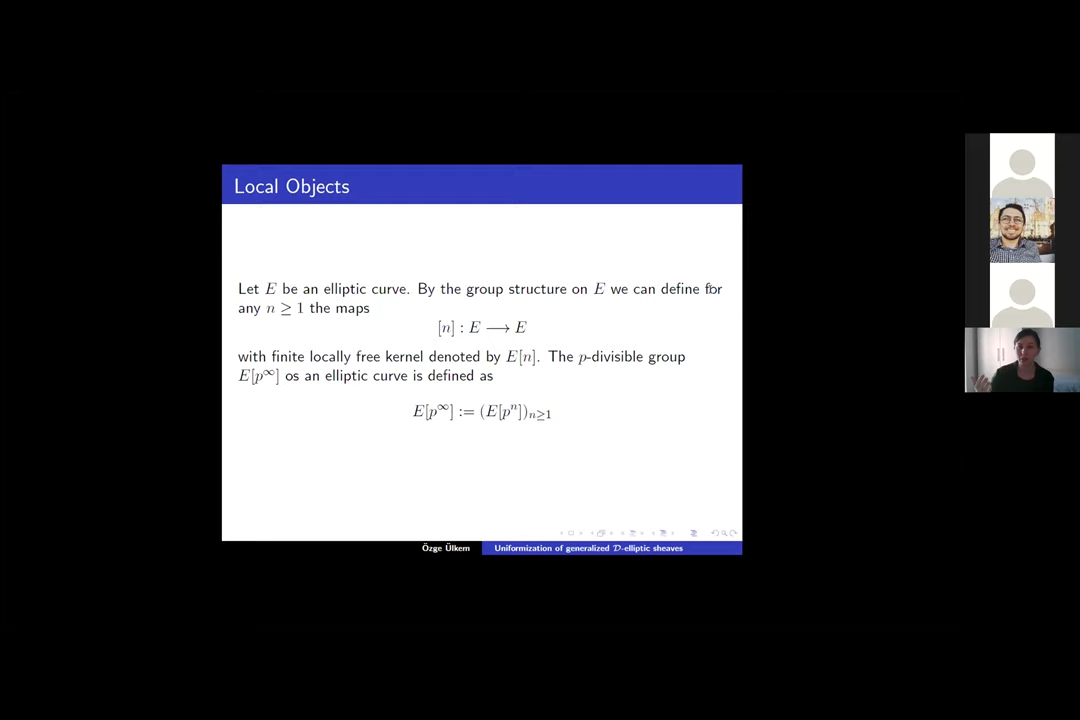 Local Objects
Let E be an elliptic curve. By the group structure on E we can define for
any n ≥ 1 the maps
[n] : E ⟶ E
with finite locally free kernel denoted by E[n]. The p-divisible group
E[p^∞] os an elliptic curve is defined as
E[p^∞] := (E[p^n])_{n≥1}
Özge Ülkem Uniformization of generalized 𝒟-elliptic sheaves